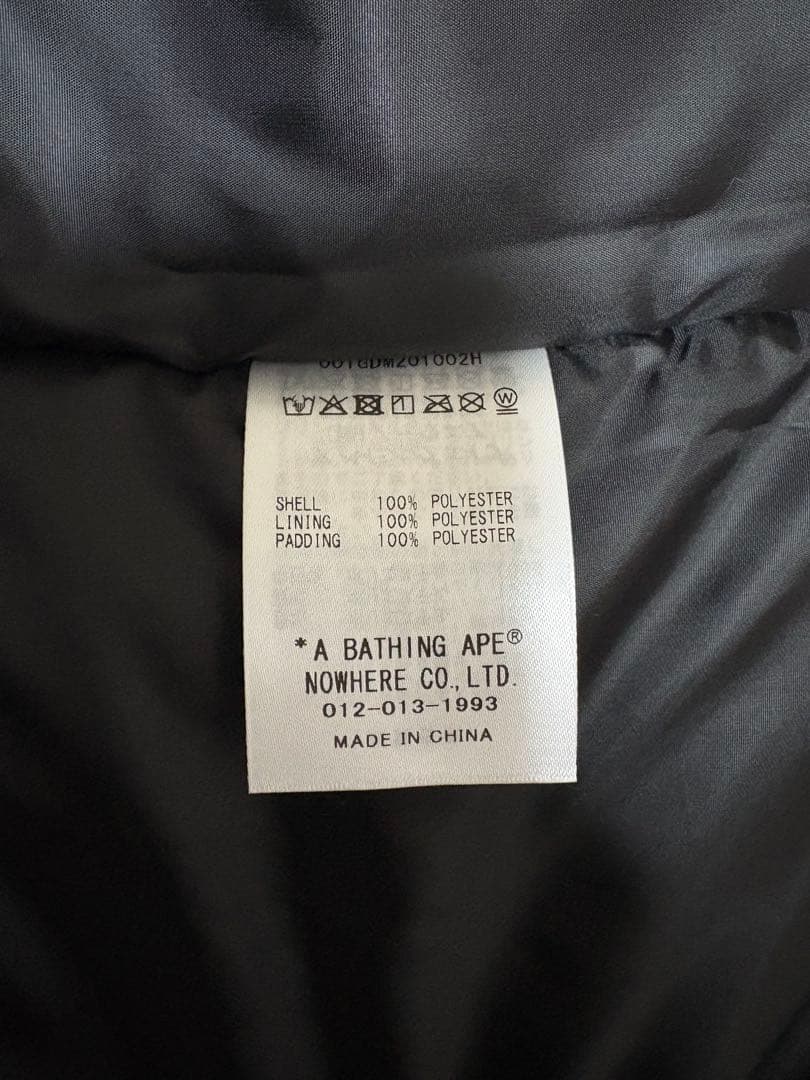 001GDM201002H
W
SHELL 100% POLYESTER
LINING 100% POLYESTER
PADDING 100% POLYESTER
*A BATHING APE®
NOWHERE CO., LTD.
012-013-1993
MADE IN CHINA